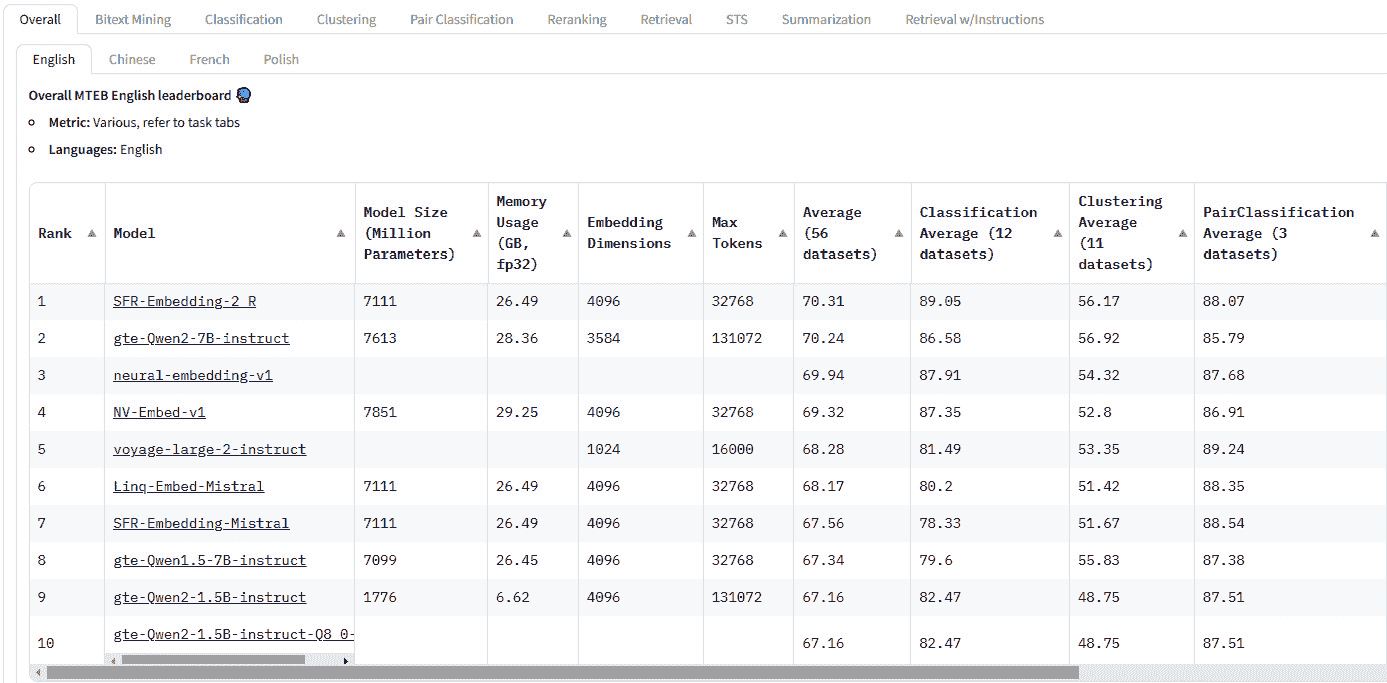 Overall Bitext Mining Classification Clustering Pair Classification Reranking Retrieval STS Summarization Retrieval w/Instructions
English Chinese French Polish
Overall MTEB English leaderboard
Metric: Various, refer to task tabs
Languages: English
Rank Model Model Size (Million Parameters) Memory Usage (GB, fp32) Embedding Dimensions Max Tokens Average (56 datasets) Classification Average (12 datasets) Clustering Average (11 datasets) PairClassification Average (3 datasets)
1 SFR-Embedding-2_R 7111 26.49 4096 32768 70.31 89.05 56.17 88.07
2 gte-Qwen2-7B-instruct 7613 28.36 3584 131072 70.24 86.58 56.92 85.79
3 neural-embedding-v1 69.94 87.91 54.32 87.68
4 NV-Embed-v1 7851 29.25 4096 32768 69.32 87.35 52.8 86.91
5 voyage-large-2-instruct 1024 16000 68.28 81.49 53.35 89.24
6 Linq-Embed-Mistral 7111 26.49 4096 32768 68.17 80.2 51.42 88.35
7 SFR-Embedding-Mistral 7111 26.49 4096 32768 67.56 78.33 51.67 88.54
8 gte-Qwen1.5-7B-instruct 7099 26.45 4096 32768 67.34 79.6 55.83 87.38
9 gte-Qwen2-1.5B-instruct 1776 6.62 4096 131072 67.16 82.47 48.75 87.51
10 gte-Qwen2-1.5B-instruct-Q8_0- 67.16 82.47 48.75 87.51